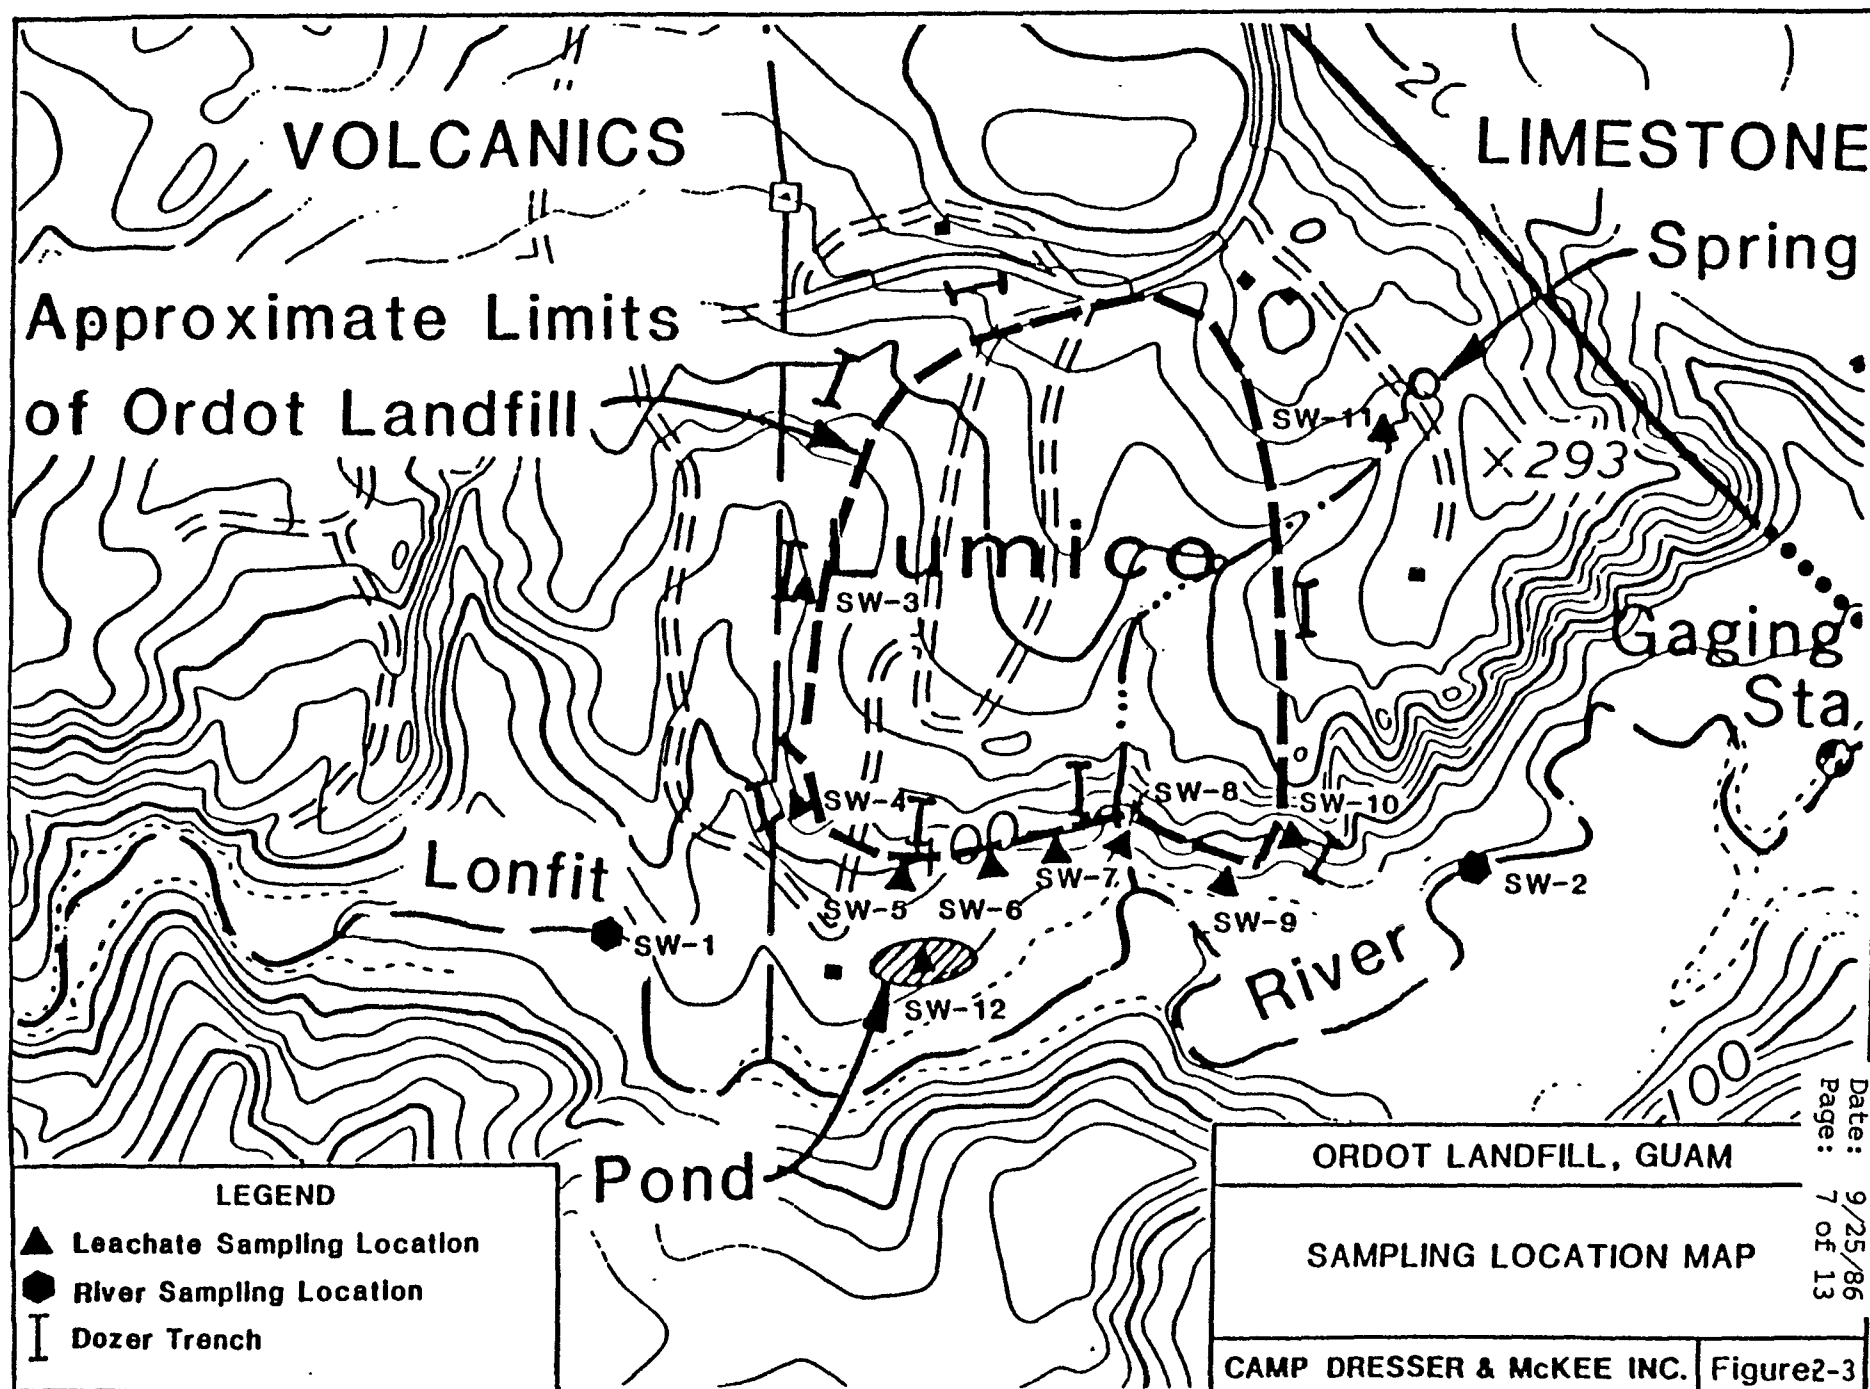 VOLCANICS
20
LIMESTONE
Spring
Approximate Limits
of Ordot Landfill
SW-11
×293
Lumico
SW-3
Gaging
Sta.
SW-4
SW-8
SW-10
100
Lonfit
SW-7
SW-2
SW-5
SW-6
SW-9
SW-1
River
SW-12
100
Pond
LEGEND
Leachate Sampling Location
River Sampling Location
Dozer Trench
ORDOT LANDFILL, GUAM
SAMPLING LOCATION MAP
CAMP DRESSER & McKEE INC.
Figure2-3
Date: 9/25/86
Page: 7 of 13